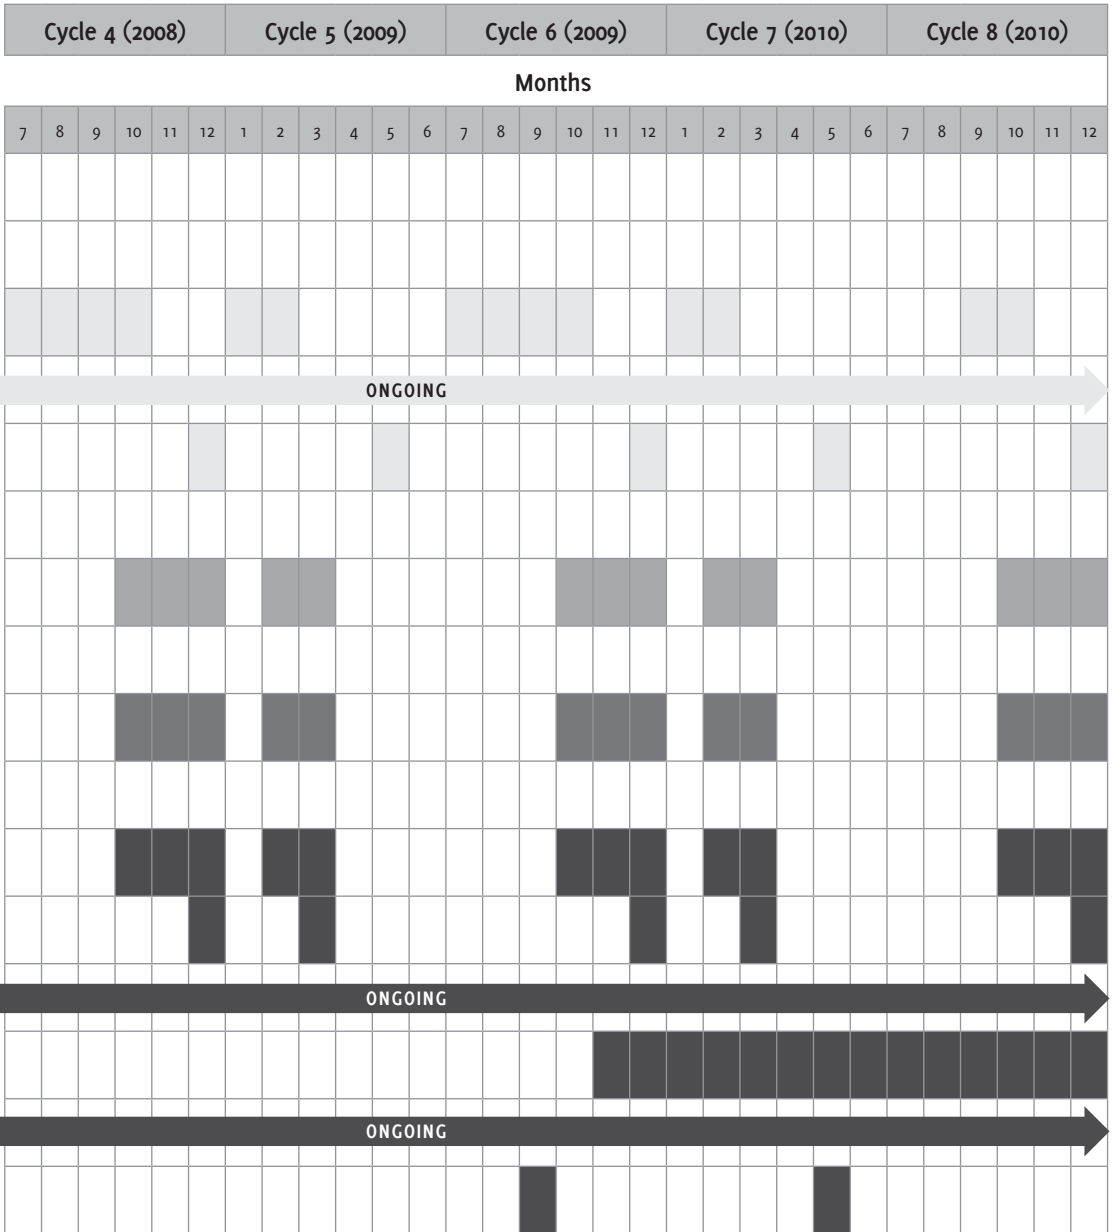 Cycle 4 (2008) Cycle 5 (2009) Cycle 6 (2009) Cycle 7 (2010) Cycle 8 (2010)
Months
7 8 9 10 11 12 1 2 3 4 5 6 7 8 9 10 11 12 1 2 3 4 5 6 7 8 9 10 11 12
ONGOING
ONGOING
ONGOING